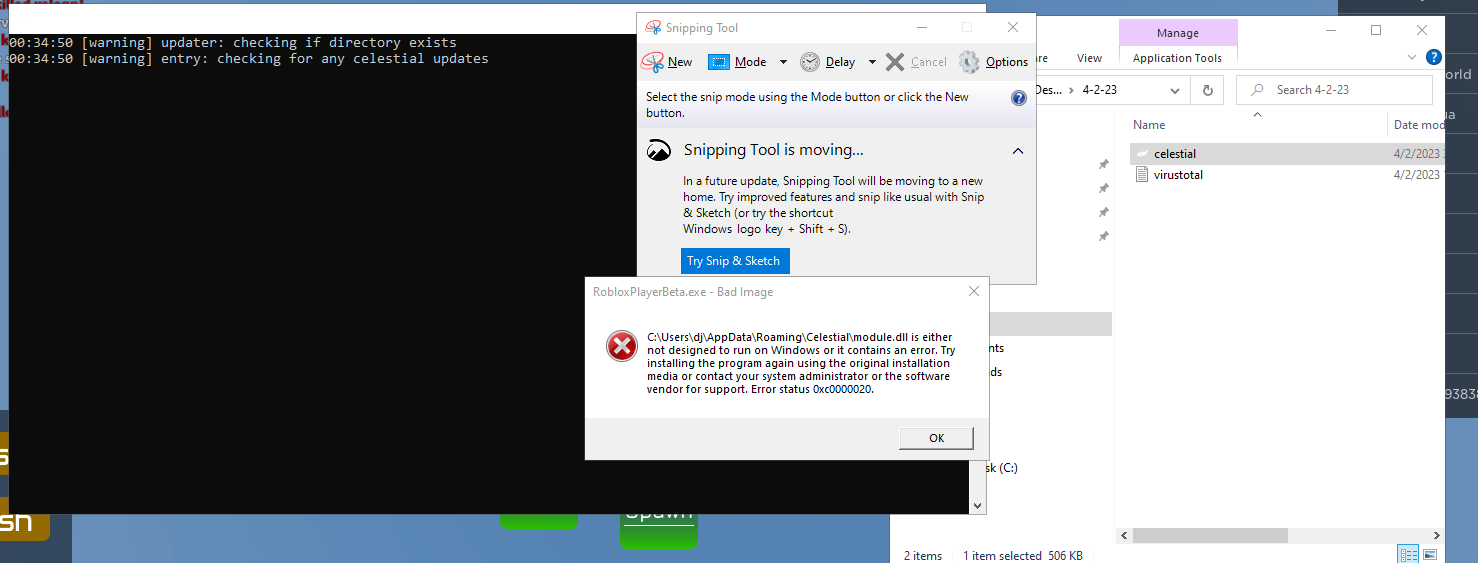 00:34:50 [warning] updater: checking if directory exists
00:34:50 [warning] entry: checking for any celestial updates
Snipping Tool
New Mode Delay Cancel Options
Select the snip mode using the Mode button or click the New
button.
Snipping Tool is moving...
In a future update, Snipping Tool will be moving to a new
home. Try improved features and snip like usual with Snip
& Sketch (or try the shortcut
Windows logo key + Shift + S).
Try Snip & Sketch
RobloxPlayerBeta.exe - Bad Image
C:\Users\dj\AppData\Roaming\Celestial\module.dll is either
not designed to run on Windows or it contains an error. Try
installing the program again using the original installation
media or contact your system administrator or the software
vendor for support. Error status 0xc0000020.
OK
Manage
View Application Tools
4-2-23 Search 4-2-23
Name Date mod
celestial 4/2/2023
virustotal 4/2/2023
(C:)
2 items 1 item selected 506 KB
Spawn